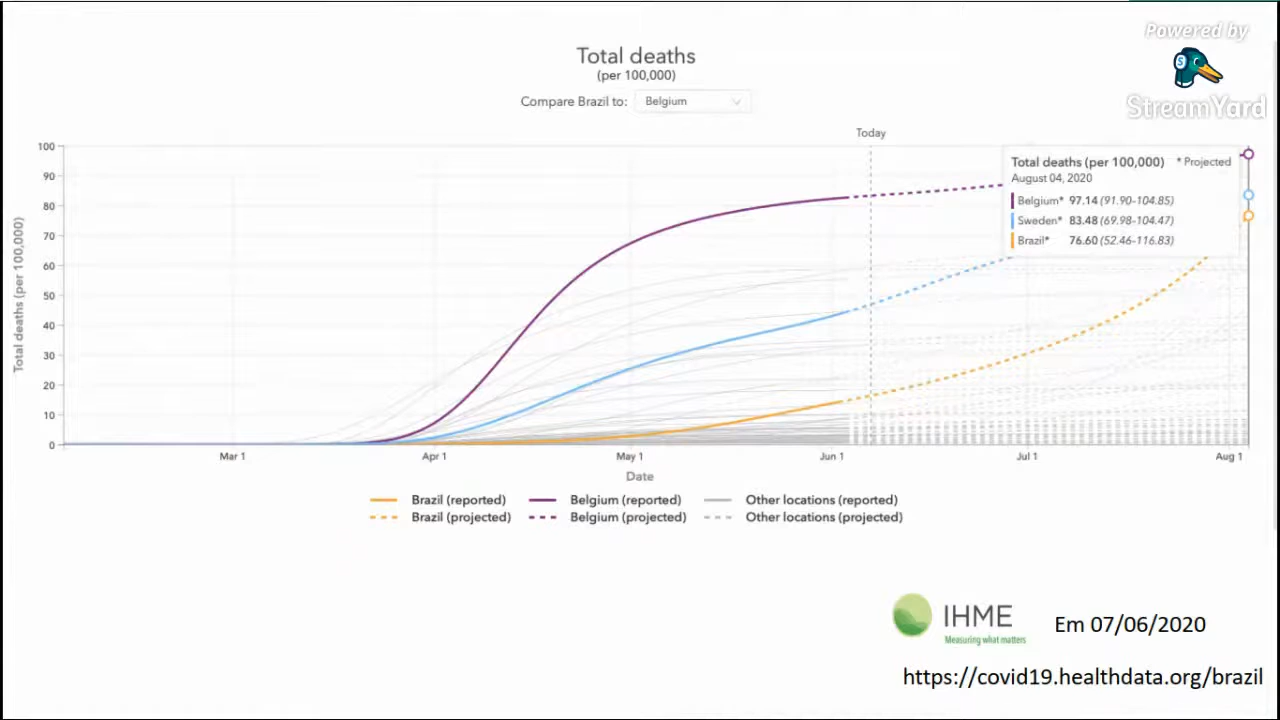 Powered by
StreamYard
Total deaths
(per 100,000)
Compare Brazil to: Belgium
Today
Total deaths (per 100,000) * Projected
August 04, 2020
Belgium* 97.14 (91.90-104.85)
Sweden* 83.48 (69.98-104.47)
Brazil* 76.60 (52.46-116.83)
Total deaths (per 100,000)
100
90
80
70
60
50
40
30
20
10
0
Mar 1 Apr 1 May 1 Jun 1 Jul 1 Aug 1
Date
Brazil (reported) Belgium (reported) Other locations (reported)
Brazil (projected) Belgium (projected) Other locations (projected)
IHME
Measuring what matters
Em 07/06/2020
https://covid19.healthdata.org/brazil